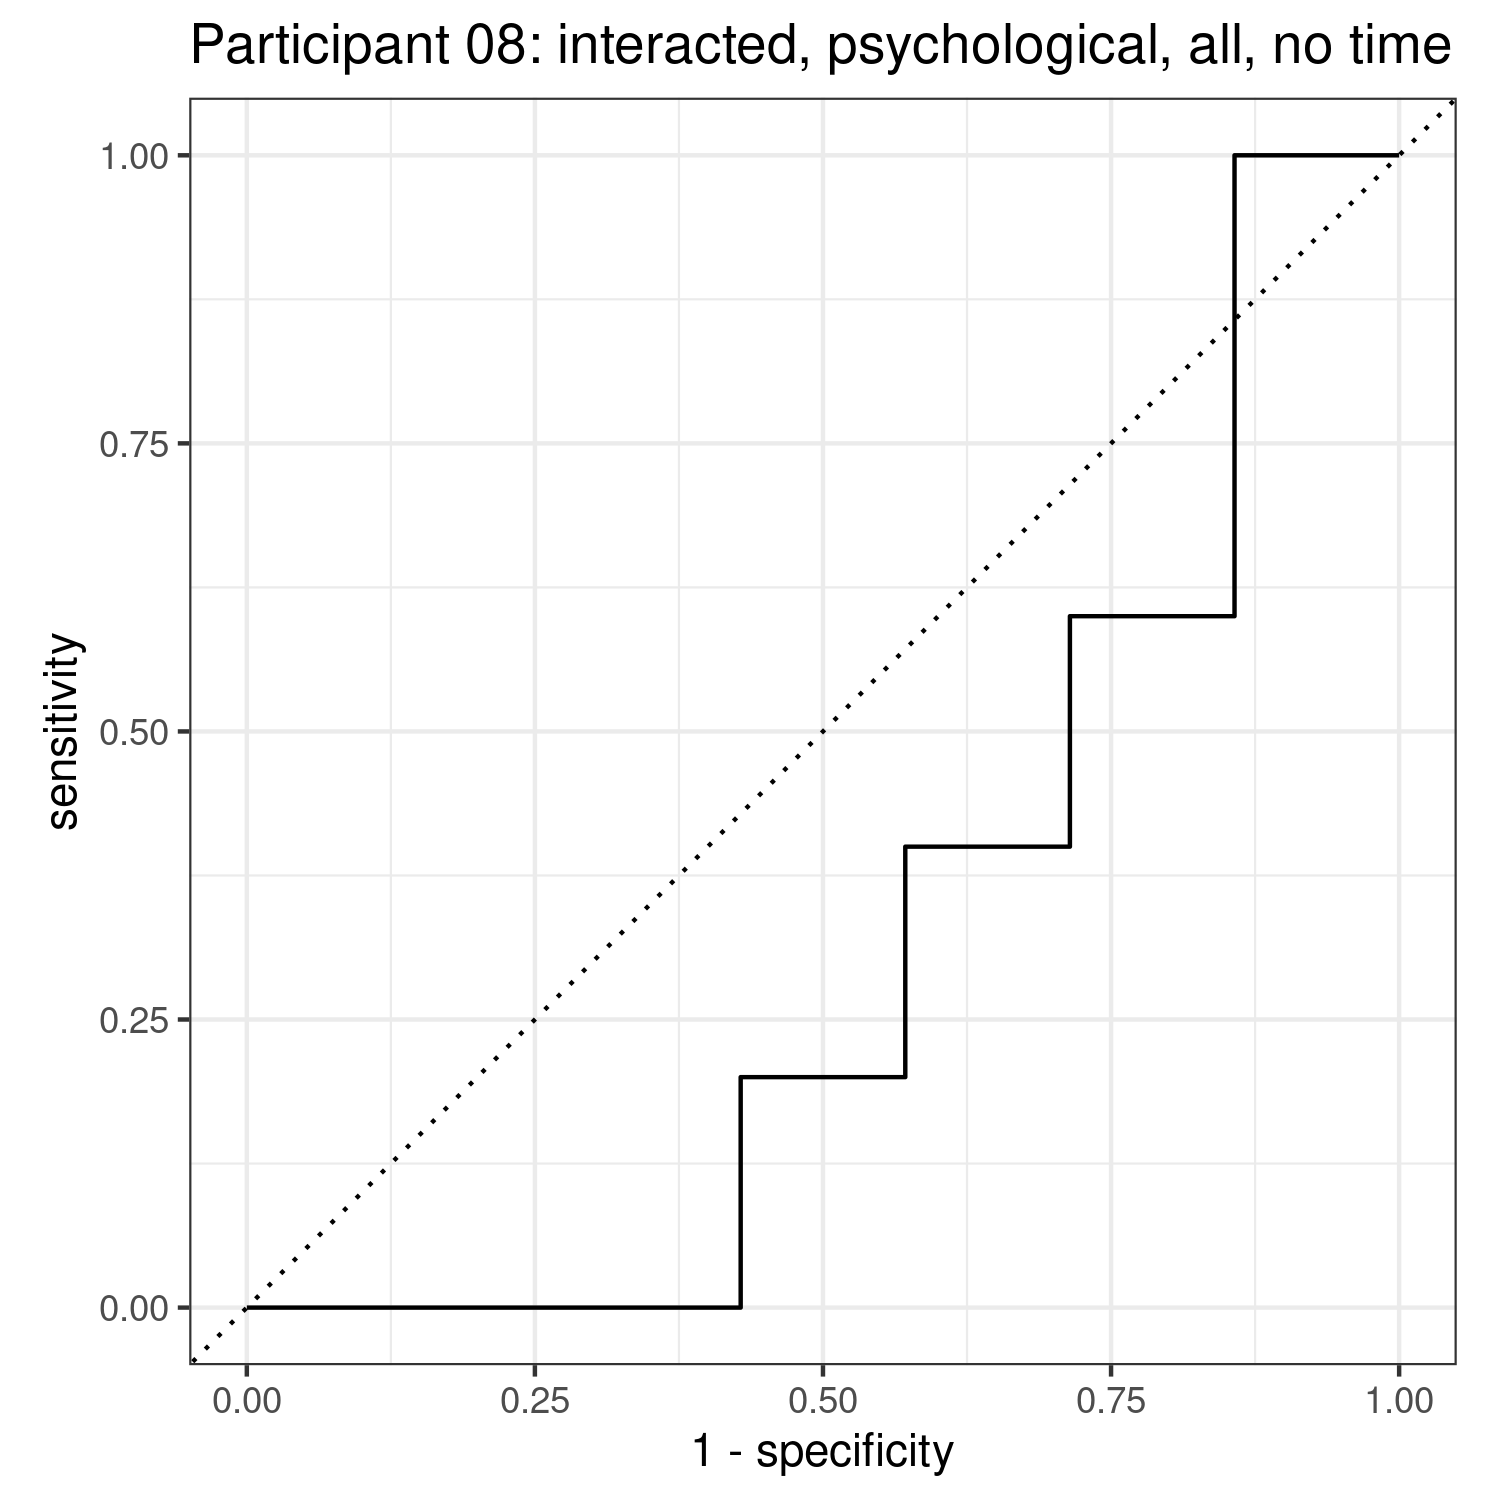 Participant 08: interacted, psychological, all, no time
1.00
0.75
0.50
0.25
0.00
sensitivity
0.00 0.25 0.50 0.75 1.00
1 - specificity